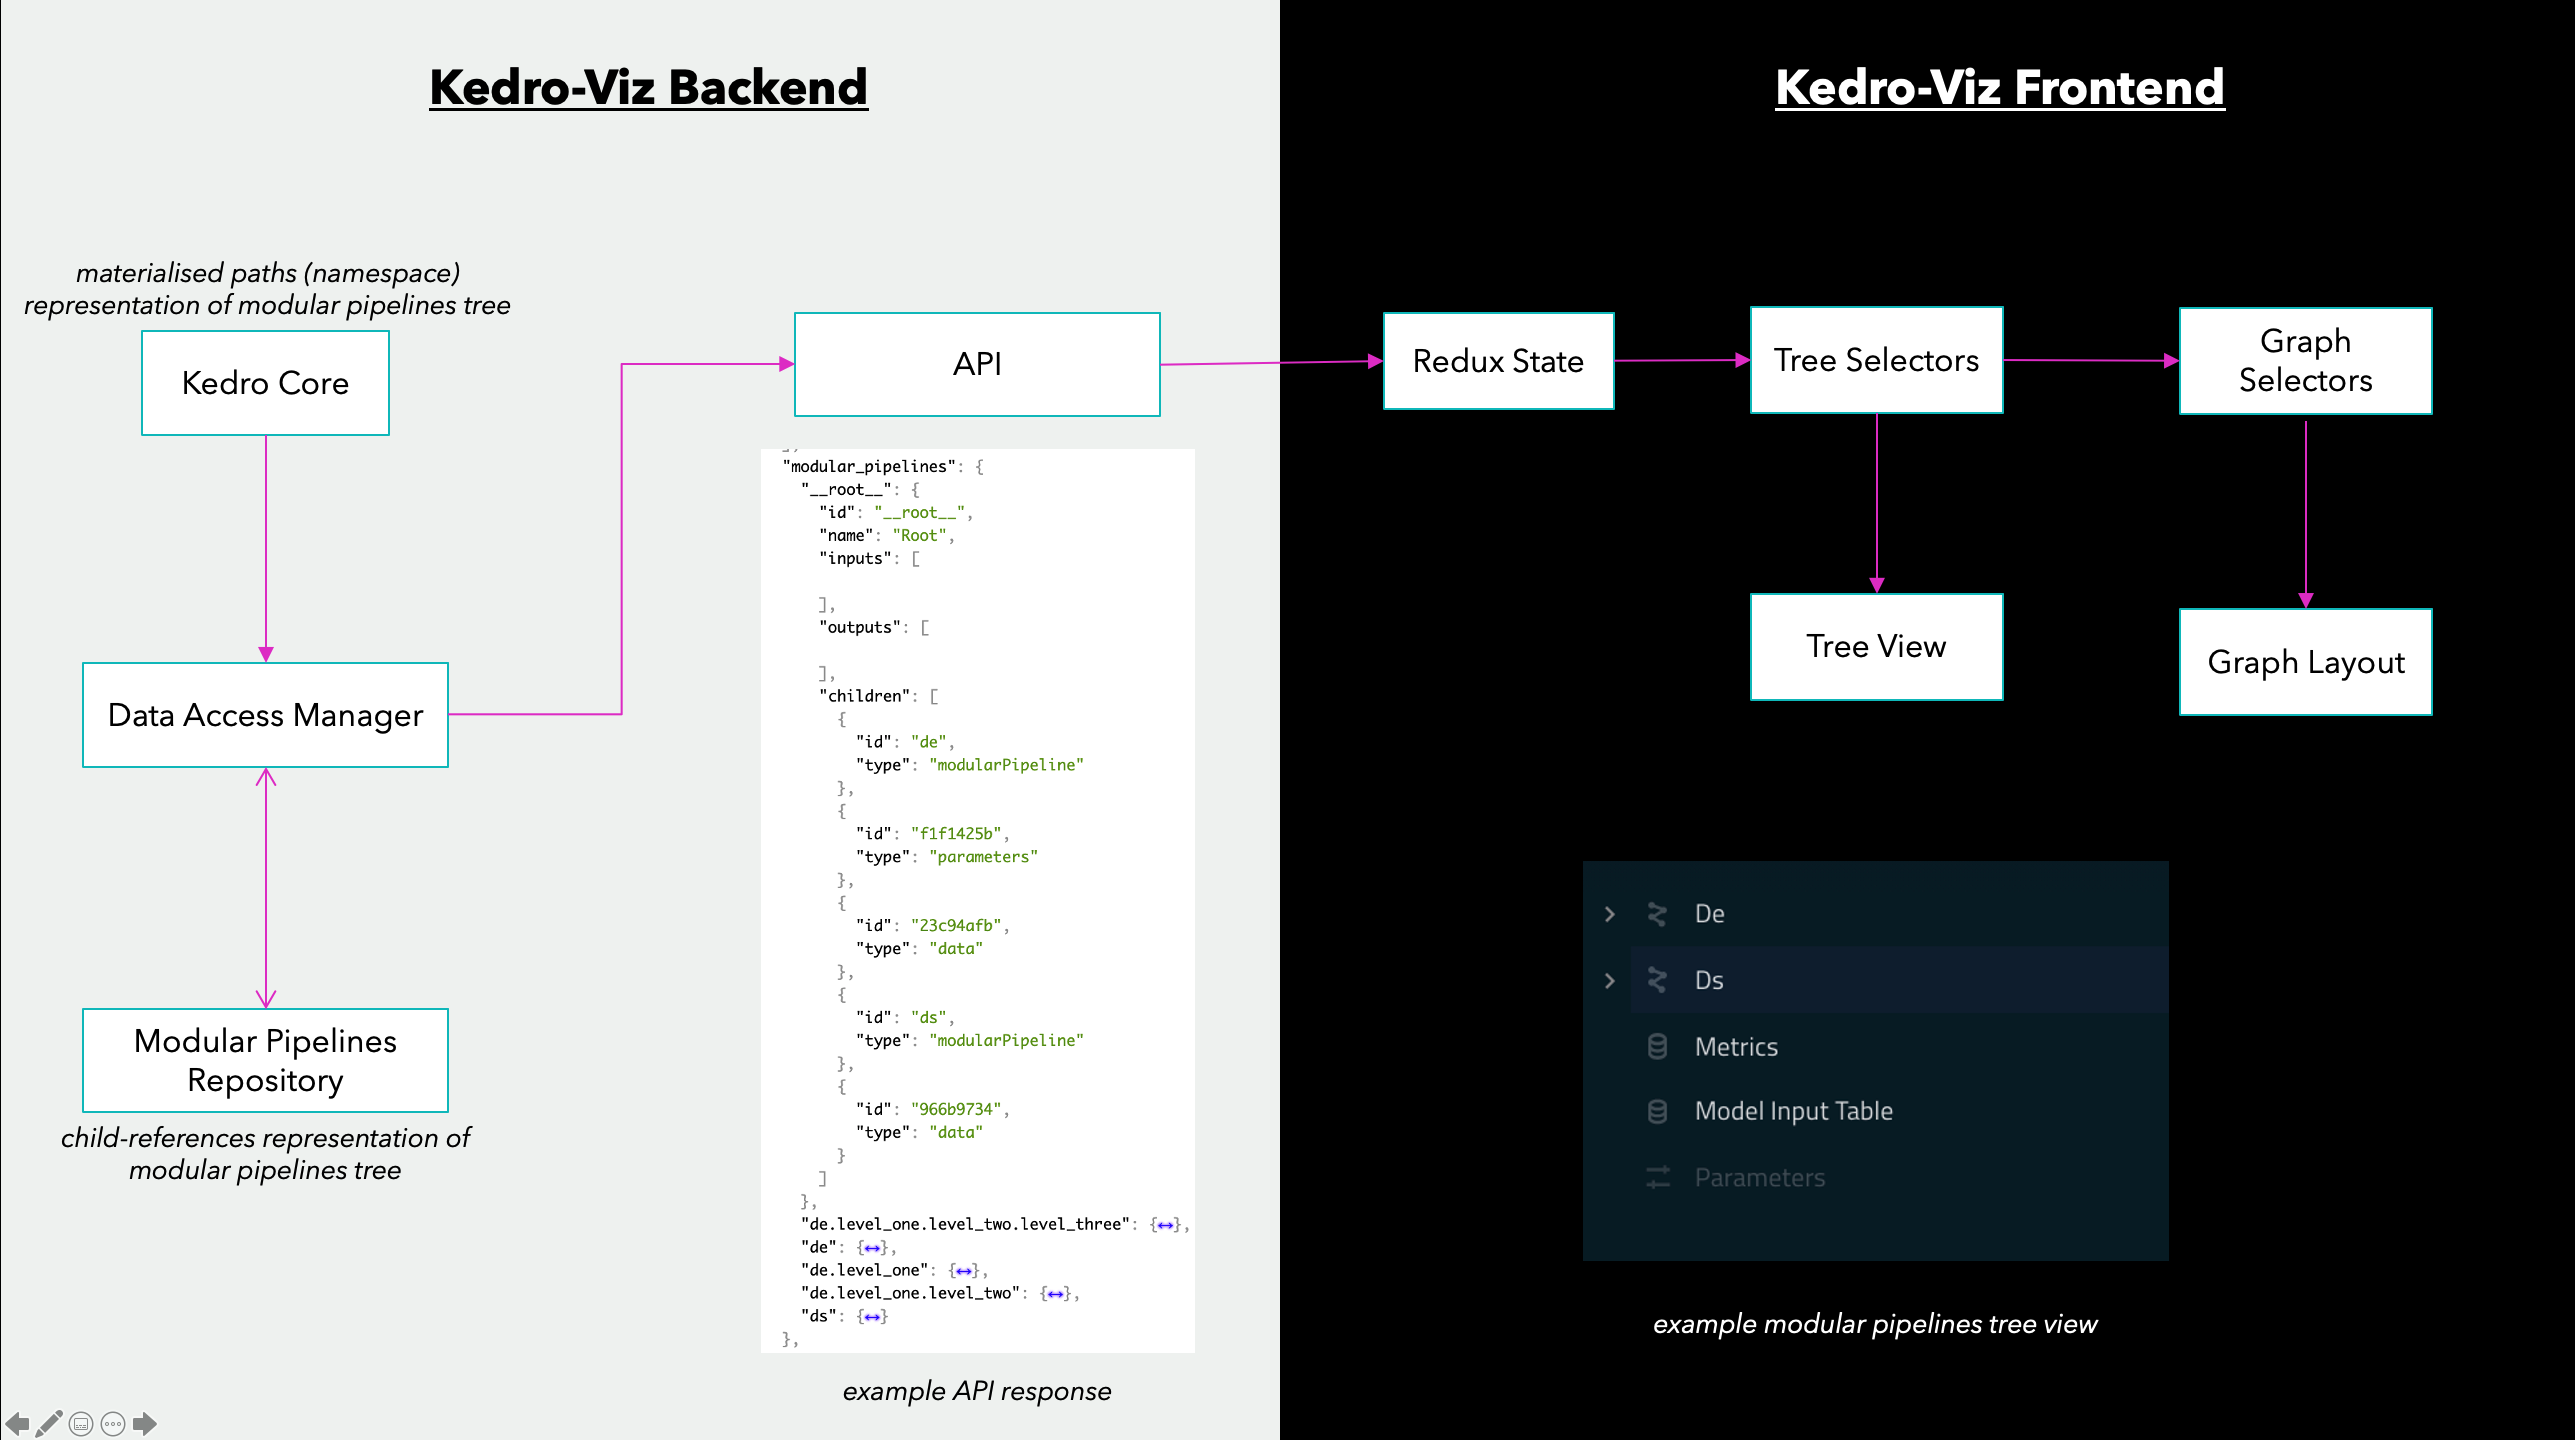 Kedro-Viz Backend
materialised paths (namespace)
representation of modular pipelines tree
Kedro Core
Data Access Manager
Modular Pipelines
Repository
child-references representation of
modular pipelines tree
API
"modular_pipelines": {
"__root__": {
"id": "__root__",
"name": "Root",
"inputs": [
],
"outputs": [
],
"children": [
{
"id": "de",
"type": "modularPipeline"
},
{
"id": "f1f1425b",
"type": "parameters"
},
{
"id": "23c94afb",
"type": "data"
},
{
"id": "ds",
"type": "modularPipeline"
},
{
"id": "966b9734",
"type": "data"
}
]
},
"de.level_one.level_two.level_three": {↔},
"de": {↔},
"de.level_one": {↔},
"de.level_one.level_two": {↔},
"ds": {↔}
},
example API response
Kedro-Viz Frontend
Redux State
Tree Selectors
Graph
Selectors
Tree View
Graph Layout
De
Ds
Metrics
Model Input Table
Parameters
example modular pipelines tree view